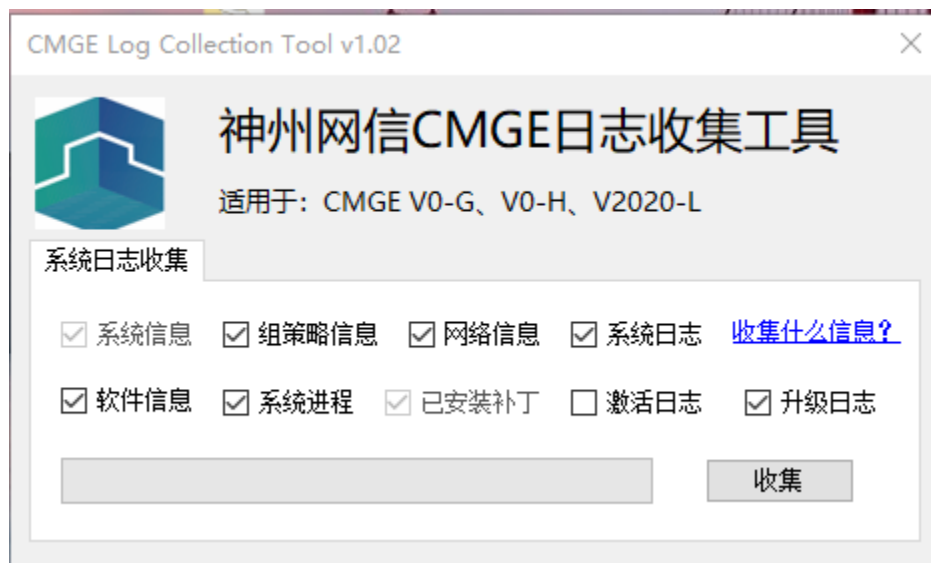 CMGE Log Collection Tool v1.02
神州网信CMGE日志收集工具
适用于：CMGE V0-G、V0-H、V2020-L
系统日志收集
系统信息 组策略信息 网络信息 系统日志 收集什么信息？
软件信息 系统进程 已安装补丁 激活日志 升级日志
收集